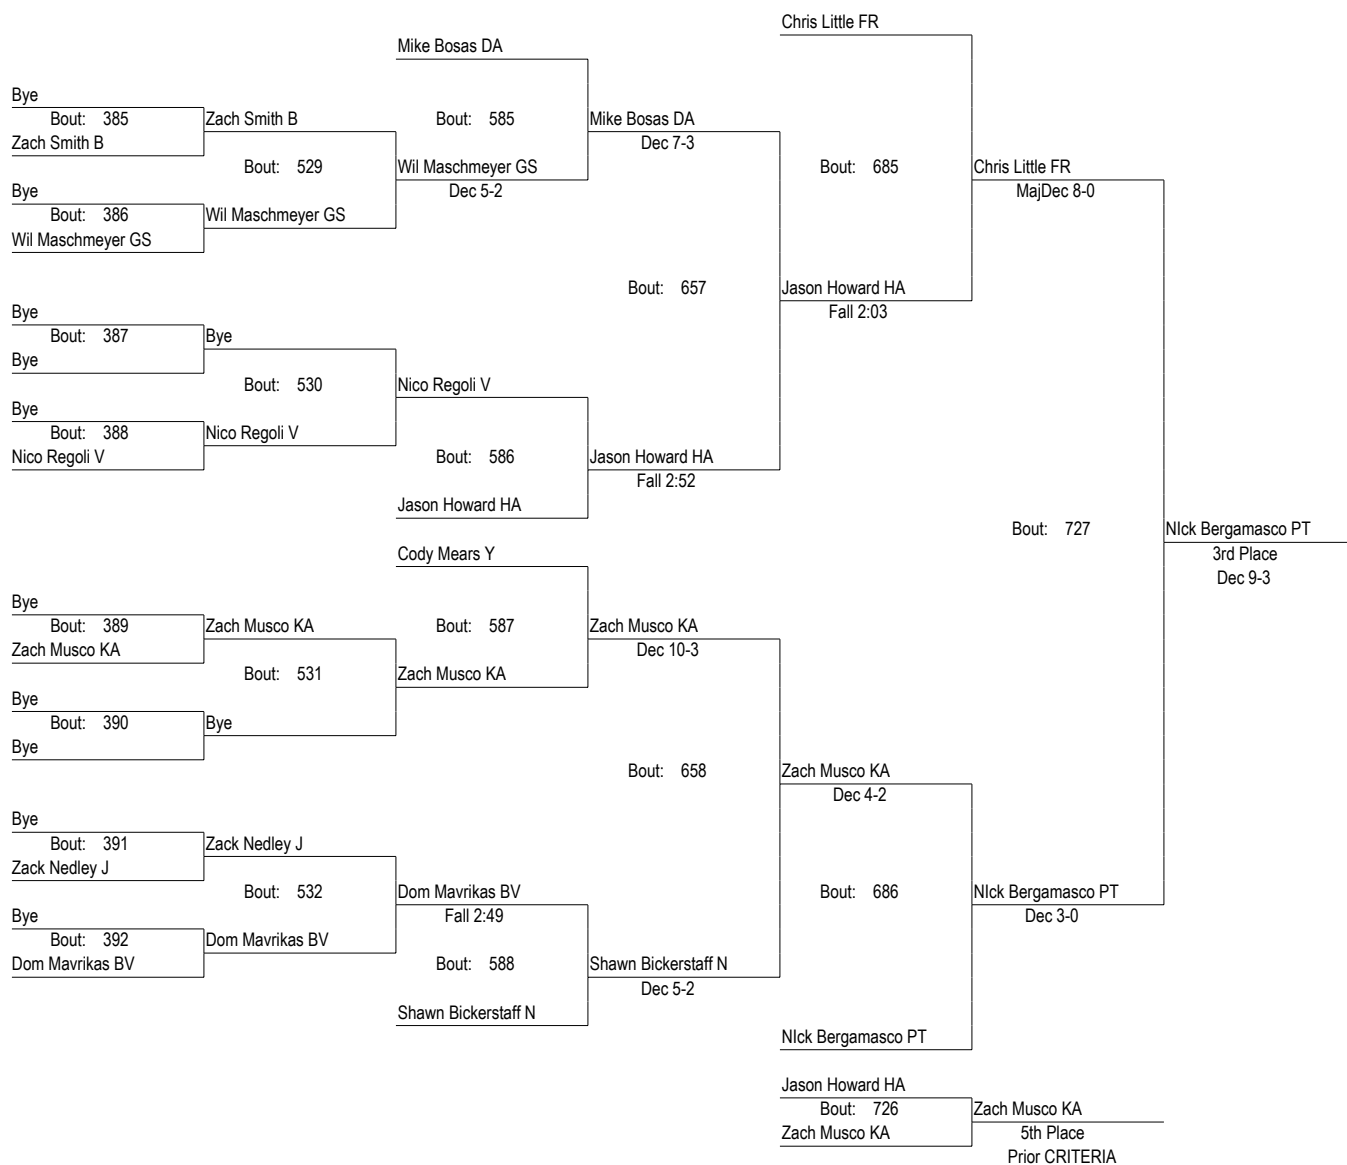 Chris Little FR
Mike Bosas DA
Bye
Bout: 385
Zach Smith B
Zach Smith B
Bout: 529
Bye
Bout: 386
Wil Maschmeyer GS
Wil Maschmeyer GS
Bout: 585
Wil Maschmeyer GS
Dec 5-2
Mike Bosas DA
Dec 7-3
Bout: 685
Chris Little FR
MajDec 8-0
Bout: 657
Jason Howard HA
Fall 2:03
Bye
Bout: 387
Bye
Bye
Bout: 530
Bye
Bout: 388
Nico Regoli V
Nico Regoli V
Nico Regoli V
Bout: 586
Jason Howard HA
Jason Howard HA
Fall 2:52
Bout: 727
NIck Bergamasco PT
3rd Place
Dec 9-3
Cody Mears Y
Bye
Bout: 389
Zach Musco KA
Zach Musco KA
Bout: 531
Bye
Bout: 390
Bye
Bye
Bout: 587
Zach Musco KA
Zach Musco KA
Dec 10-3
Bout: 658
Zach Musco KA
Dec 4-2
Bye
Bout: 391
Zack Nedley J
Zack Nedley J
Bout: 532
Bye
Bout: 392
Dom Mavrikas BV
Dom Mavrikas BV
Dom Mavrikas BV
Fall 2:49
Bout: 588
Shawn Bickerstaff N
Shawn Bickerstaff N
Dec 5-2
Bout: 686
NIck Bergamasco PT
Dec 3-0
NIck Bergamasco PT
Jason Howard HA
Bout: 726
Zach Musco KA
Zach Musco KA
5th Place
Prior CRITERIA